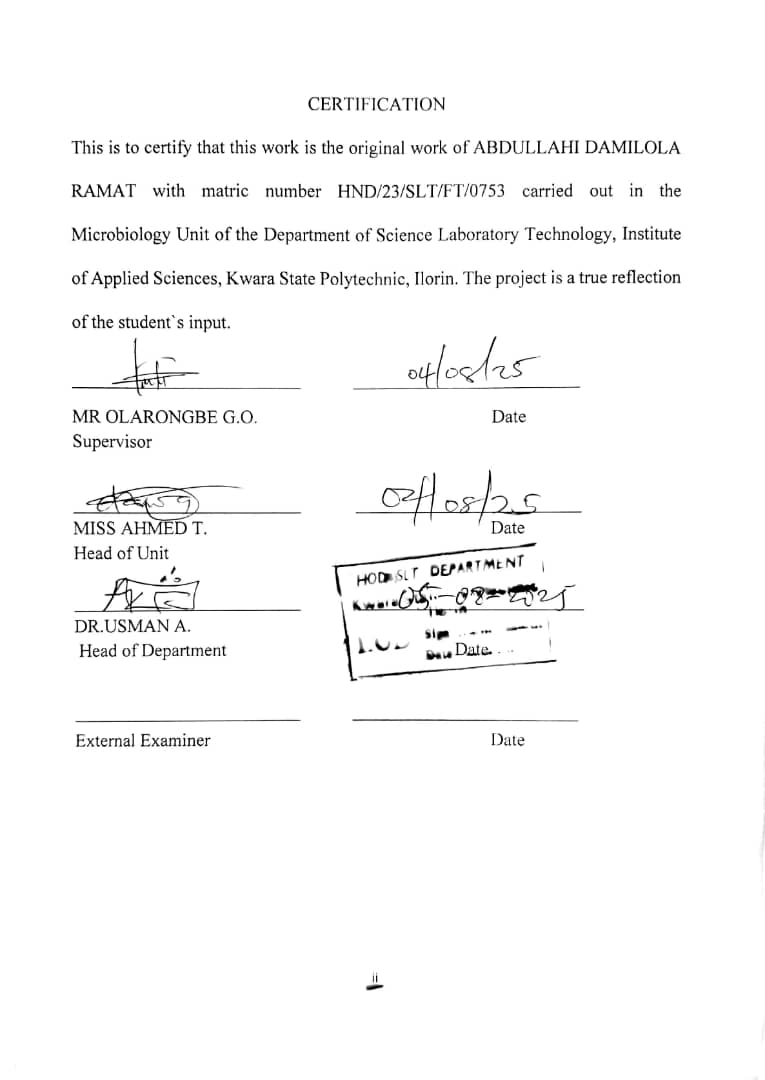 CERTIFICATION
This is to certify that this work is the original work of ABDULLAHI DAMILOLA
RAMAT with matric number HND/23/SLT/FT/0753 carried out in the
Microbiology Unit of the Department of Science Laboratory Technology, Institute
of Applied Sciences, Kwara State Polytechnic, Ilorin. The project is a true reflection
of the student`s input.
04/08/25
MR OLARONGBE G.O. Date
Supervisor
08/25
MISS AHMED T. Date
Head of Unit
HOD SLT DEPARTMENT
05-08-2025
DR.USMAN A.
Sign
Head of Department Date
External Examiner Date
ii